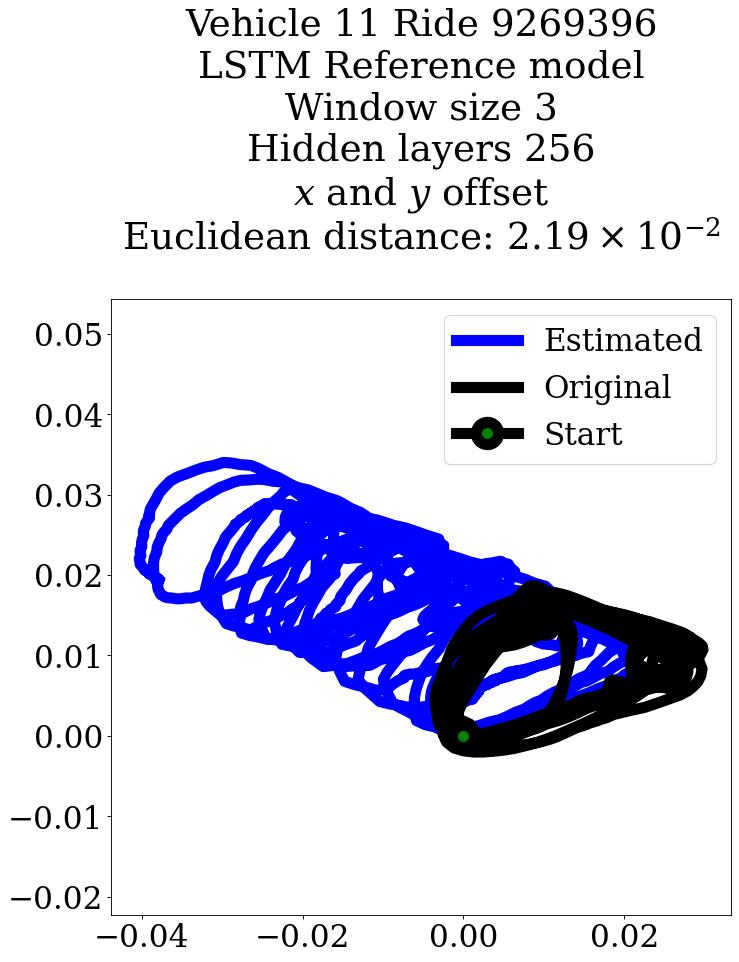 Vehicle 11 Ride 9269396
LSTM Reference model
Window size 3
Hidden layers 256
x and y offset
Euclidean distance: 2.19 × 10⁻²
Estimated
Original
Start
0.05
0.04
0.03
0.02
0.01
0.00
−0.01
−0.02
−0.04 −0.02 0.00 0.02